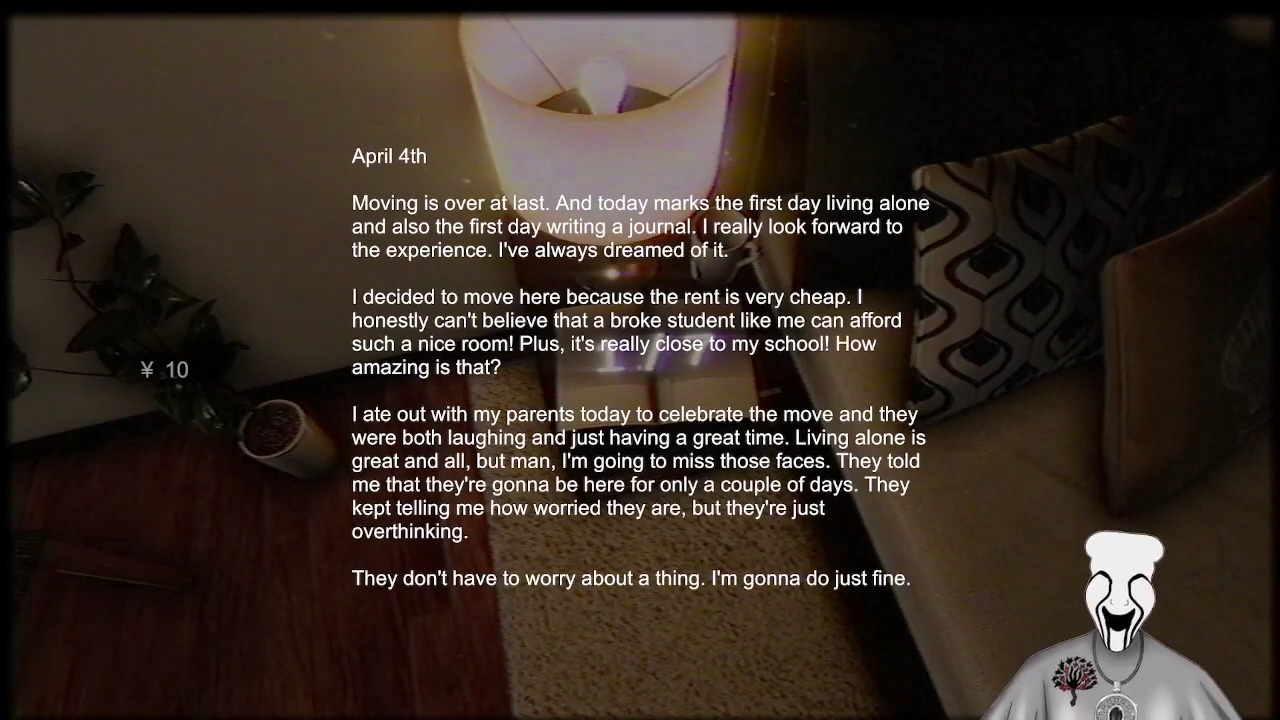 April 4th
Moving is over at last. And today marks the first day living alone
and also the first day writing a journal. I really look forward to
the experience. I've always dreamed of it.
I decided to move here because the rent is very cheap. I
honestly can't believe that a broke student like me can afford
such a nice room! Plus, it's really close to my school! How
amazing is that?
¥ 10
I ate out with my parents today to celebrate the move and they
were both laughing and just having a great time. Living alone is
great and all, but man, I'm going to miss those faces. They told
me that they're gonna be here for only a couple of days. They
kept telling me how worried they are, but they're just
overthinking.
They don't have to worry about a thing. I'm gonna do just fine.